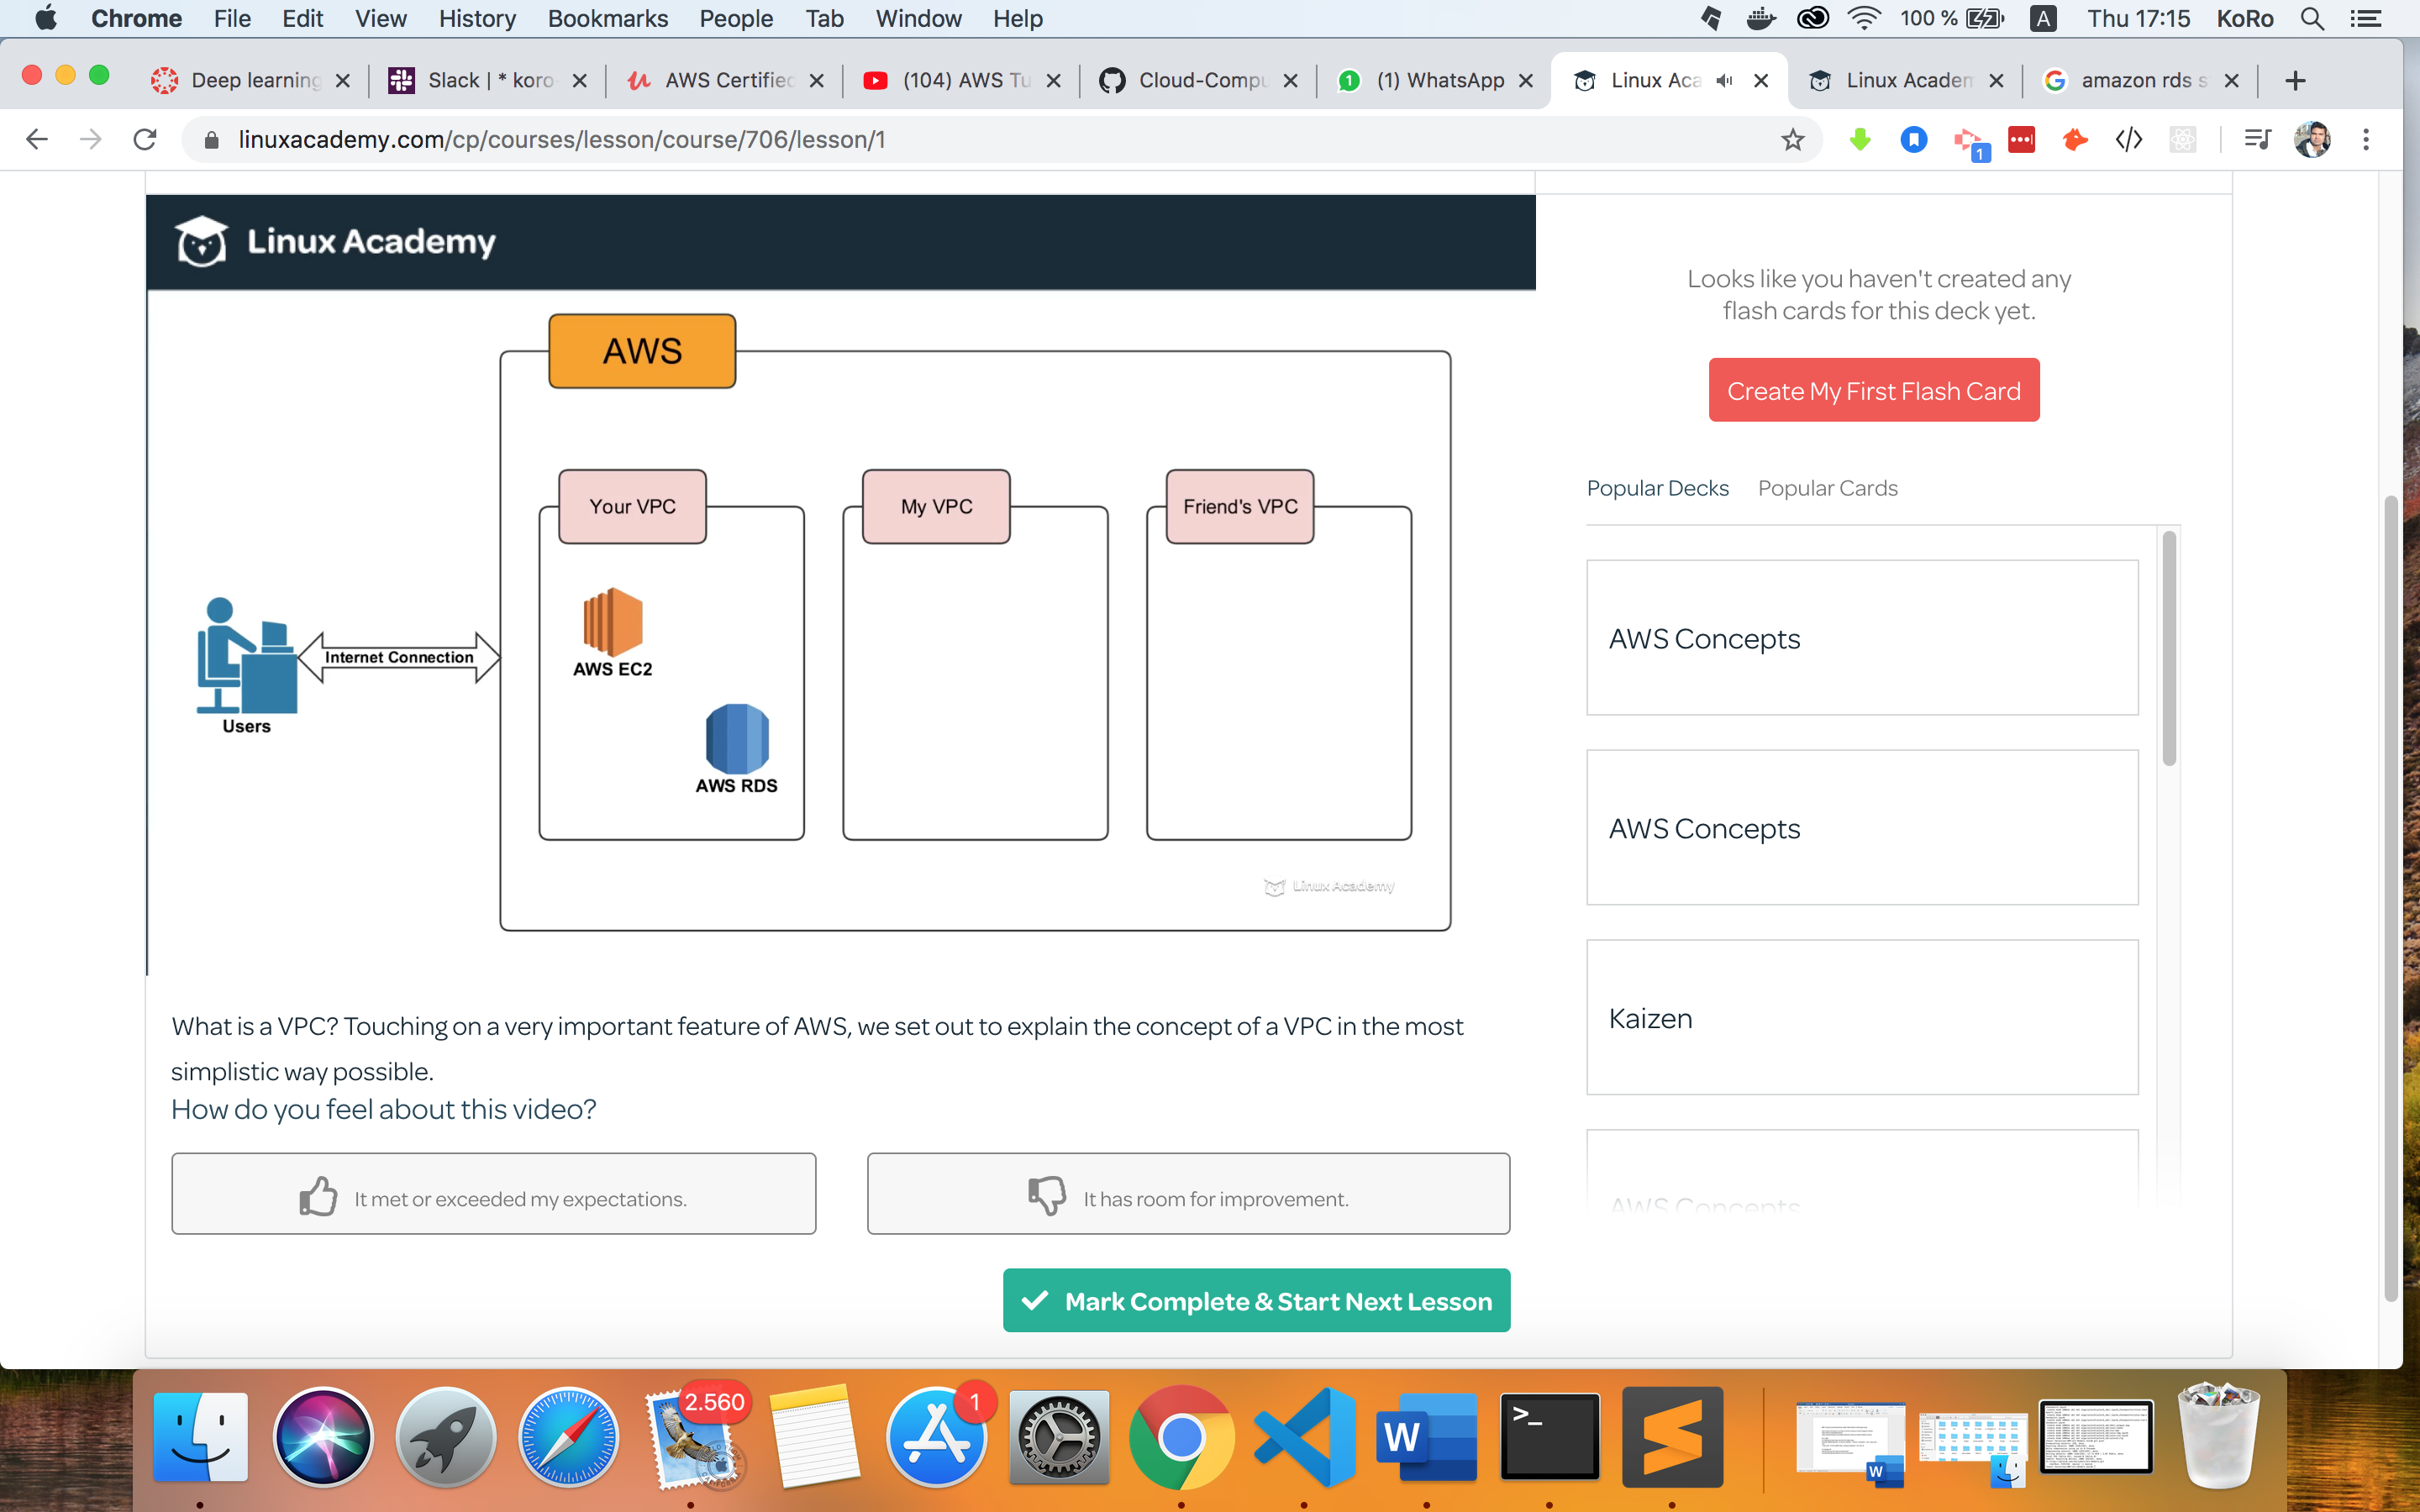 Chrome File Edit View History Bookmarks People Tab Window Help
100 % A Thu 17:15 KoRo
Deep learning
Slack | * koro
AWS Certified
(104) AWS Tu
Cloud-Compu
1 (1) WhatsApp
Linux Aca
Linux Academ
amazon rds s
linuxacademy.com/cp/courses/lesson/course/706/lesson/1
1
Linux Academy
AWS
Your VPC
My VPC
Friend's VPC
AWS EC2
Internet Connection
Users
AWS RDS
Linux Academy
What is a VPC? Touching on a very important feature of AWS, we set out to explain the concept of a VPC in the most
simplistic way possible.
How do you feel about this video?
It met or exceeded my expectations.
It has room for improvement.
Mark Complete & Start Next Lesson
Looks like you haven't created any
flash cards for this deck yet.
Create My First Flash Card
Popular Decks Popular Cards
AWS Concepts
AWS Concepts
Kaizen
AWS Concepts
2.560
1
W
>_
W